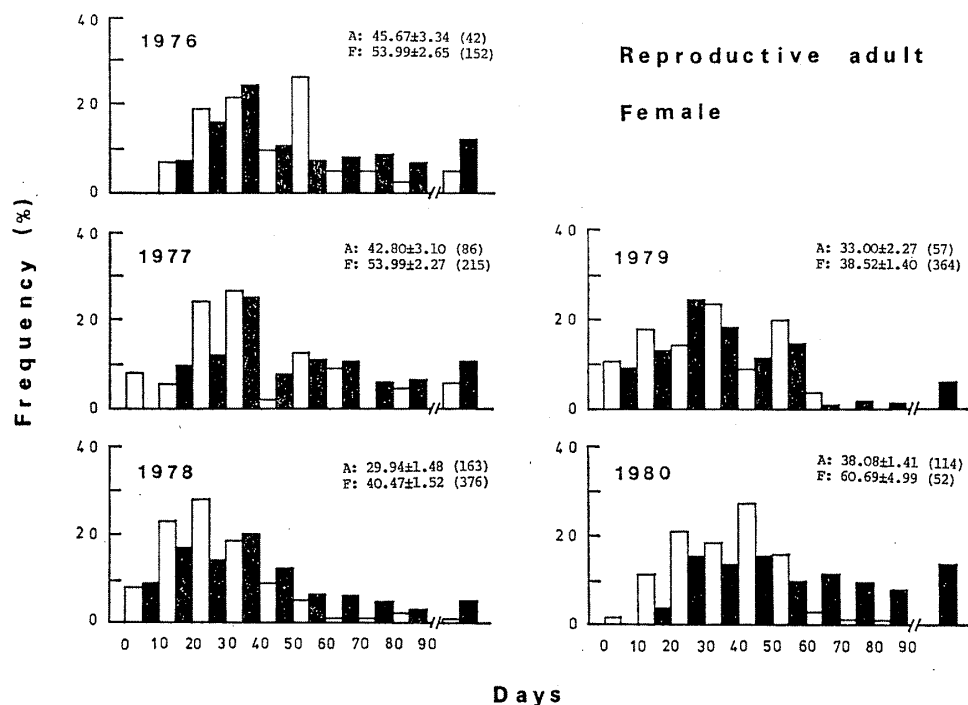 Reproductive adult
Female
Frequency (%)
40
20
0
1976
A: 45.67±3.34 (42)
F: 53.99±2.65 (152)
40
20
0
1977
A: 42.80±3.10 (86)
F: 53.99±2.27 (215)
40
20
0
1978
A: 29.94±1.48 (163)
F: 40.47±1.52 (376)
0 10 20 30 40 50 60 70 80 90
40
20
0
1979
A: 33.00±2.27 (57)
F: 38.52±1.40 (364)
40
20
0
1980
A: 38.08±1.41 (114)
F: 60.69±4.99 (52)
0 10 20 30 40 50 60 70 80 90
Days